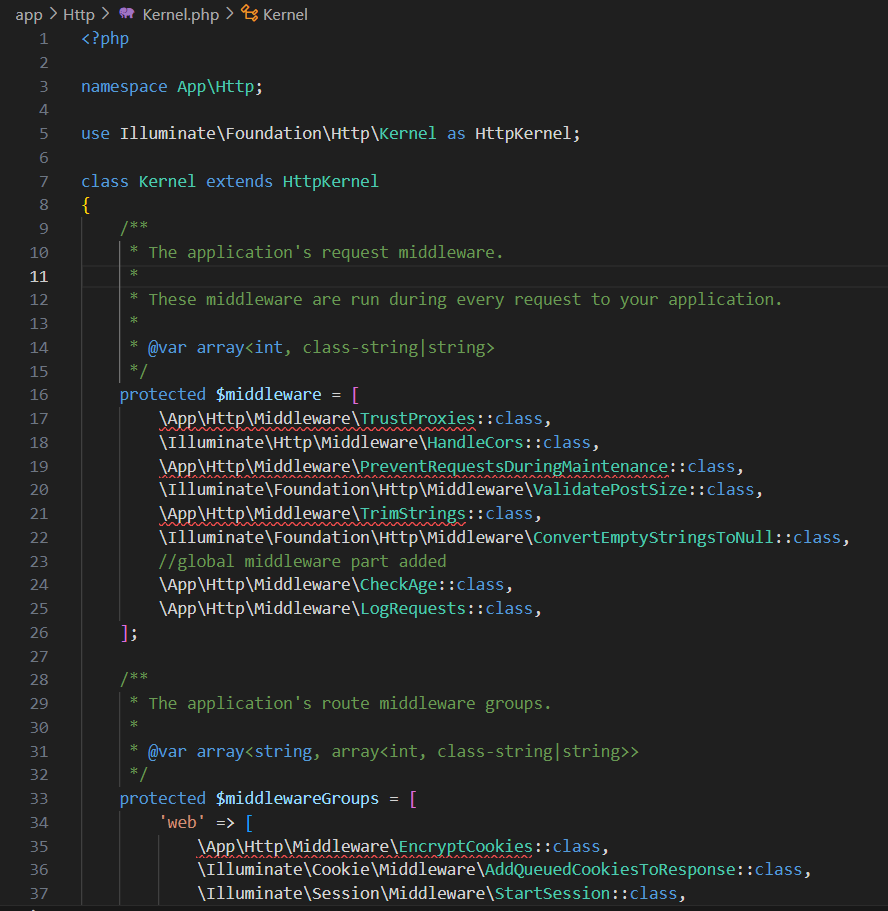 app > Http > Kernel.php > Kernel
1 <?php
2
3 namespace App\Http;
4
5 use Illuminate\Foundation\Http\Kernel as HttpKernel;
6
7 class Kernel extends HttpKernel
8 {
9     /**
10      * The application's request middleware.
11      *
12      * These middleware are run during every request to your application.
13      *
14      * @var array<int, class-string|string>
15      */
16     protected $middleware = [
17         \App\Http\Middleware\TrustProxies::class,
18         \Illuminate\Http\Middleware\HandleCors::class,
19         \App\Http\Middleware\PreventRequestsDuringMaintenance::class,
20         \Illuminate\Foundation\Http\Middleware\ValidatePostSize::class,
21         \App\Http\Middleware\TrimStrings::class,
22         \Illuminate\Foundation\Http\Middleware\ConvertEmptyStringsToNull::class,
23         //global middleware part added
24         \App\Http\Middleware\CheckAge::class,
25         \App\Http\Middleware\LogRequests::class,
26     ];
27
28     /**
29      * The application's route middleware groups.
30      *
31      * @var array<string, array<int, class-string|string>>
32      */
33     protected $middlewareGroups = [
34         'web' => [
35             \App\Http\Middleware\EncryptCookies::class,
36             \Illuminate\Cookie\Middleware\AddQueuedCookiesToResponse::class,
37             \Illuminate\Session\Middleware\StartSession::class,